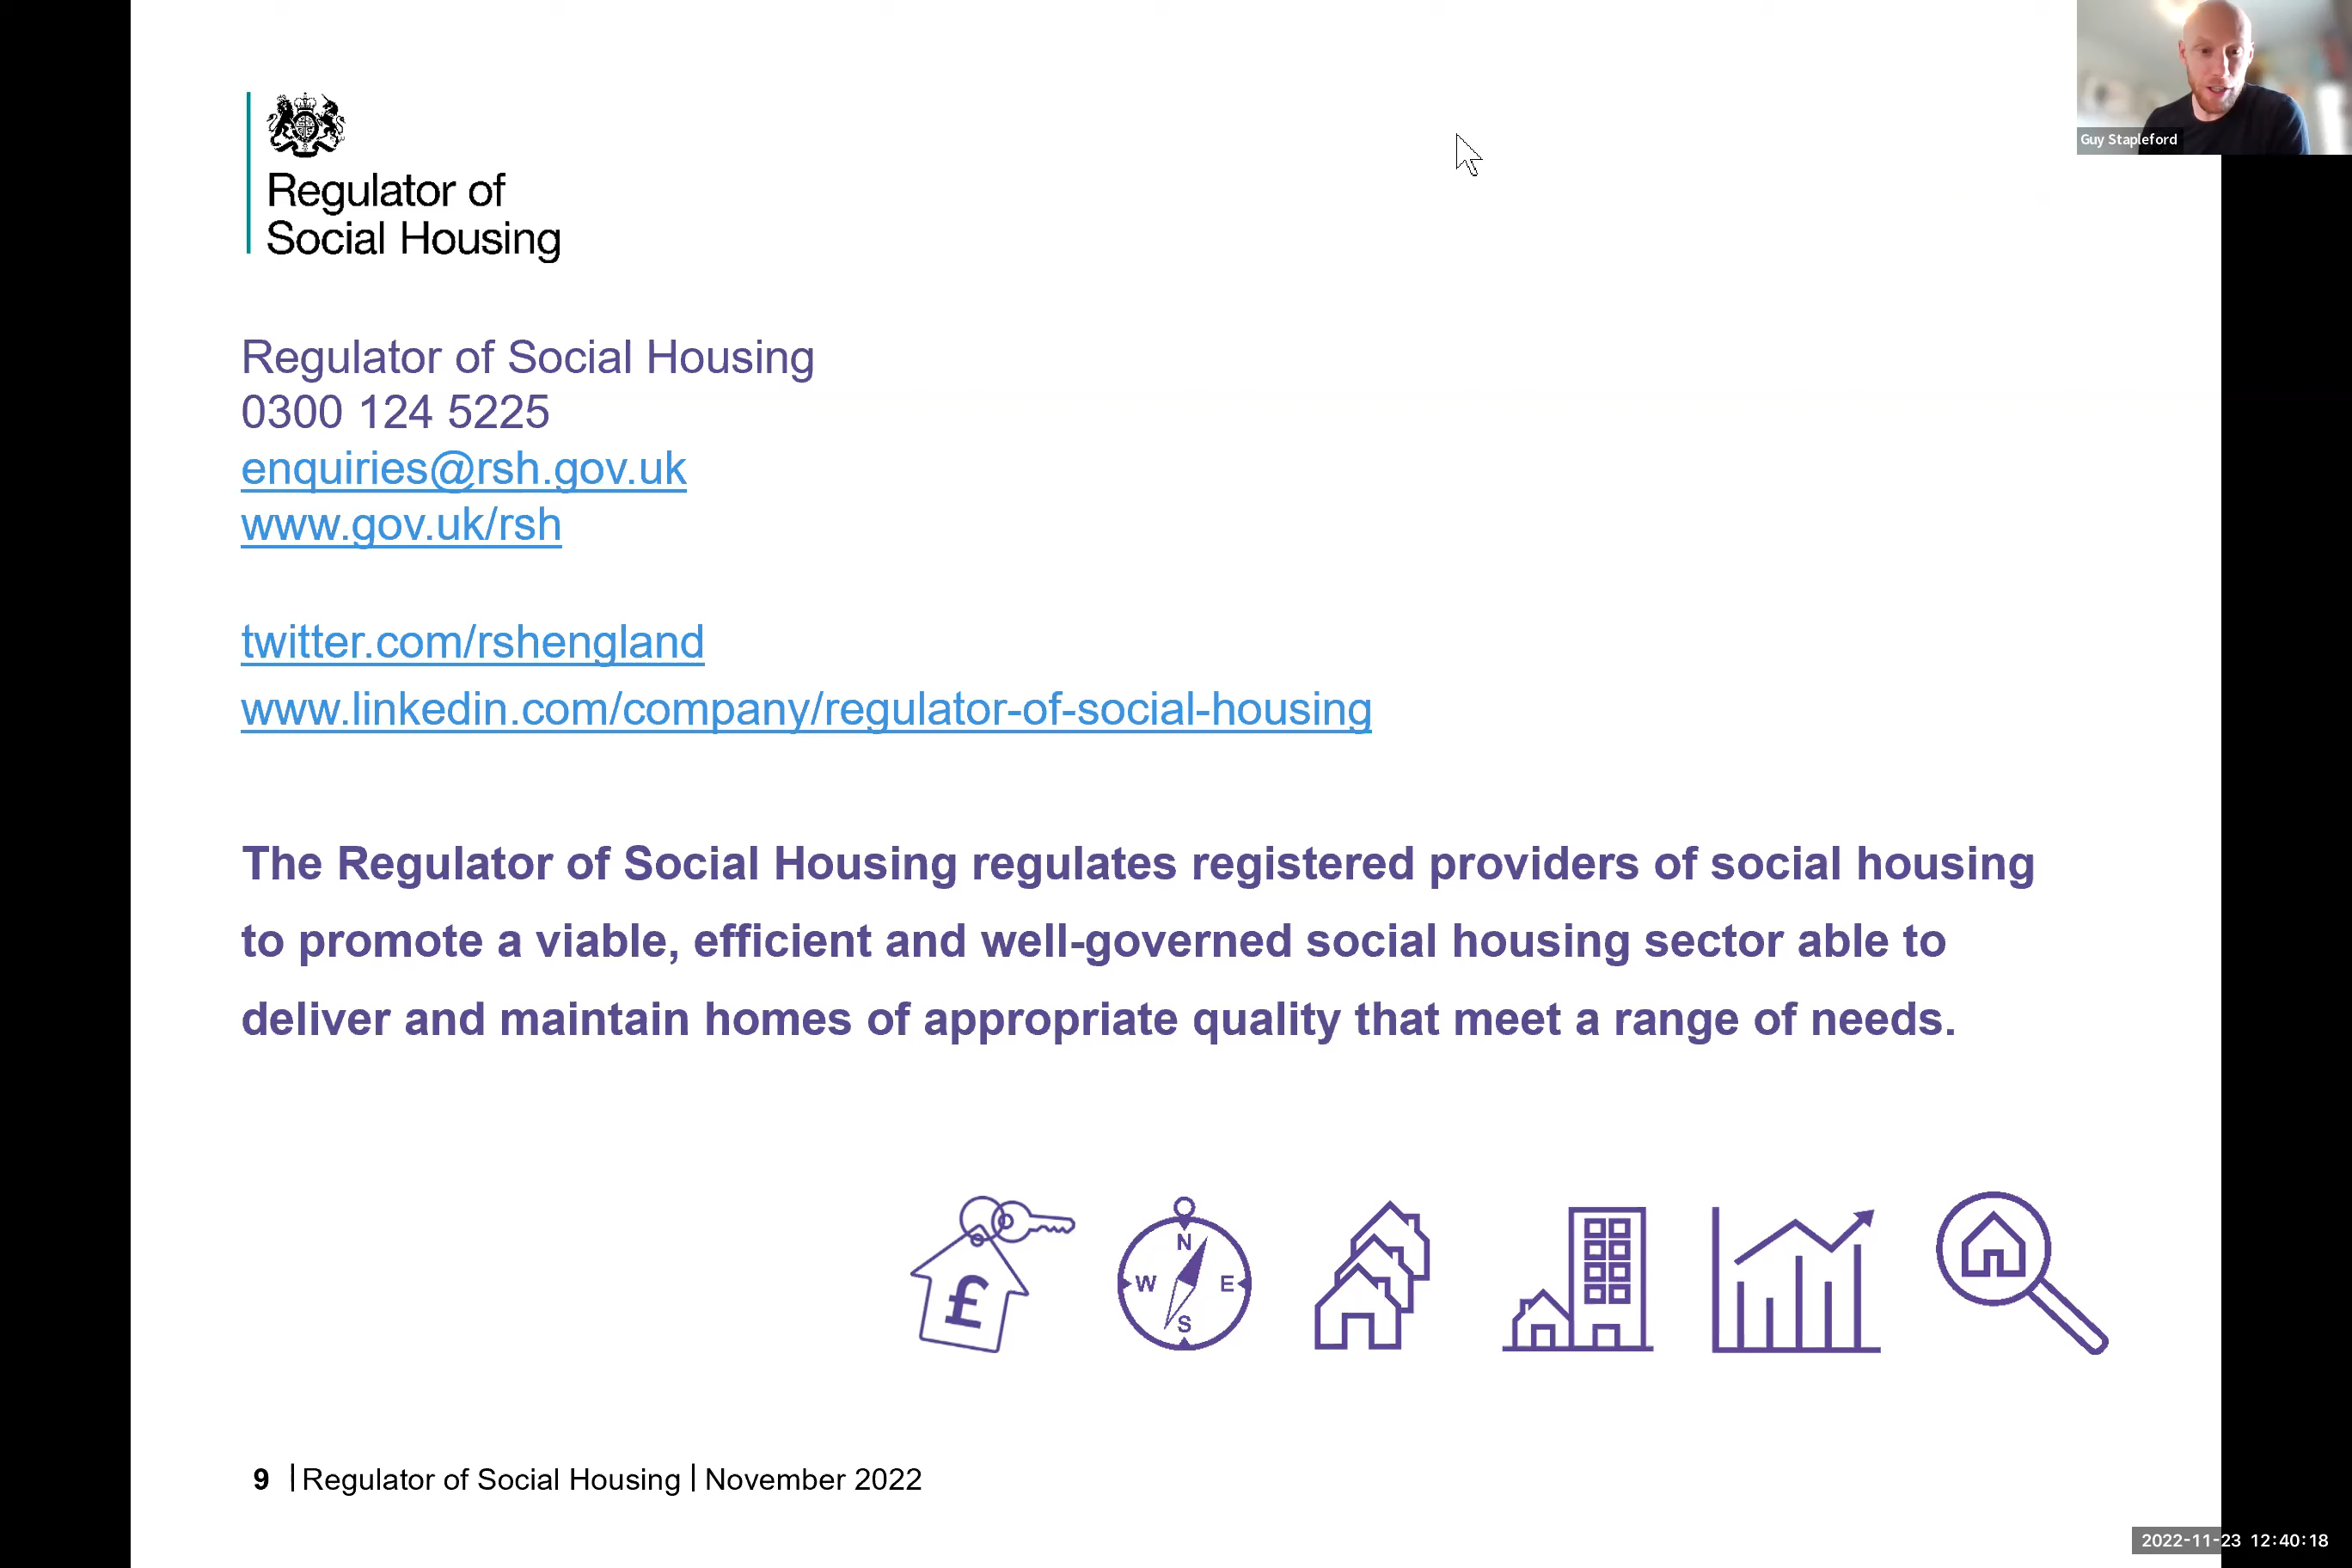 Guy Stapleford
Regulator of
Social Housing
Regulator of Social Housing
0300 124 5225
enquiries@rsh.gov.uk
www.gov.uk/rsh
twitter.com/rshengland
www.linkedin.com/company/regulator-of-social-housing
The Regulator of Social Housing regulates registered providers of social housing
to promote a viable, efficient and well-governed social housing sector able to
deliver and maintain homes of appropriate quality that meet a range of needs.
£
N
W E
S
9 | Regulator of Social Housing | November 2022
2022-11-23 12:40:18